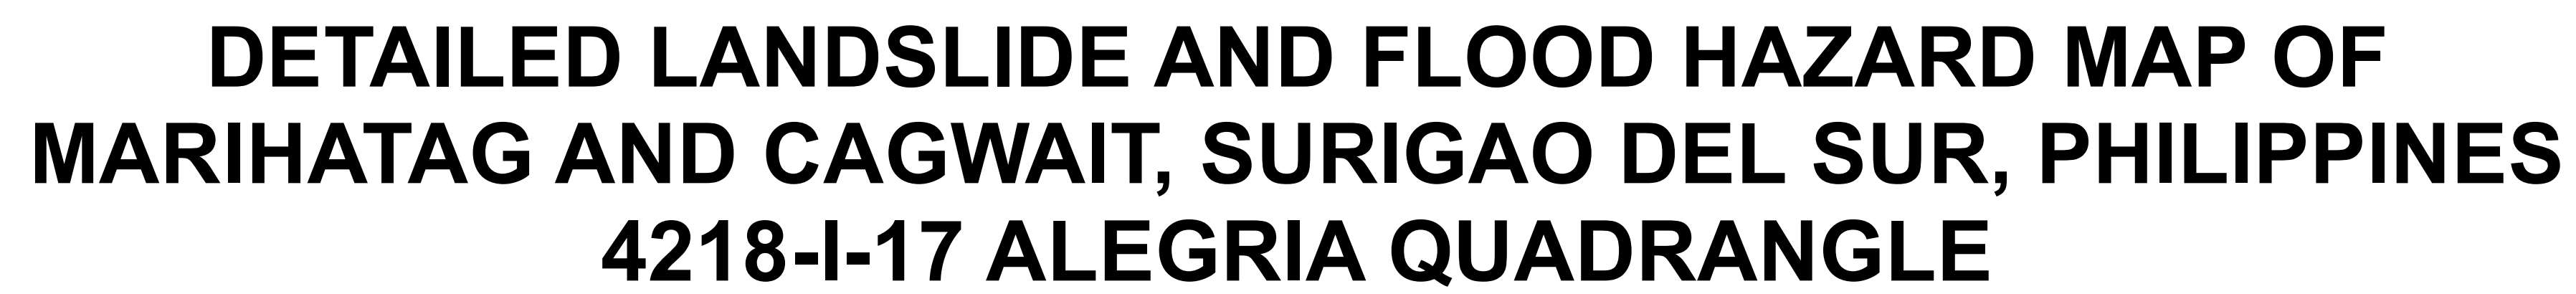 DETAILED LANDSLIDE AND FLOOD HAZARD MAP OF
MARIHATAG AND CAGWAIT, SURIGAO DEL SUR, PHILIPPINES
4218-I-17 ALEGRIA QUADRANGLE